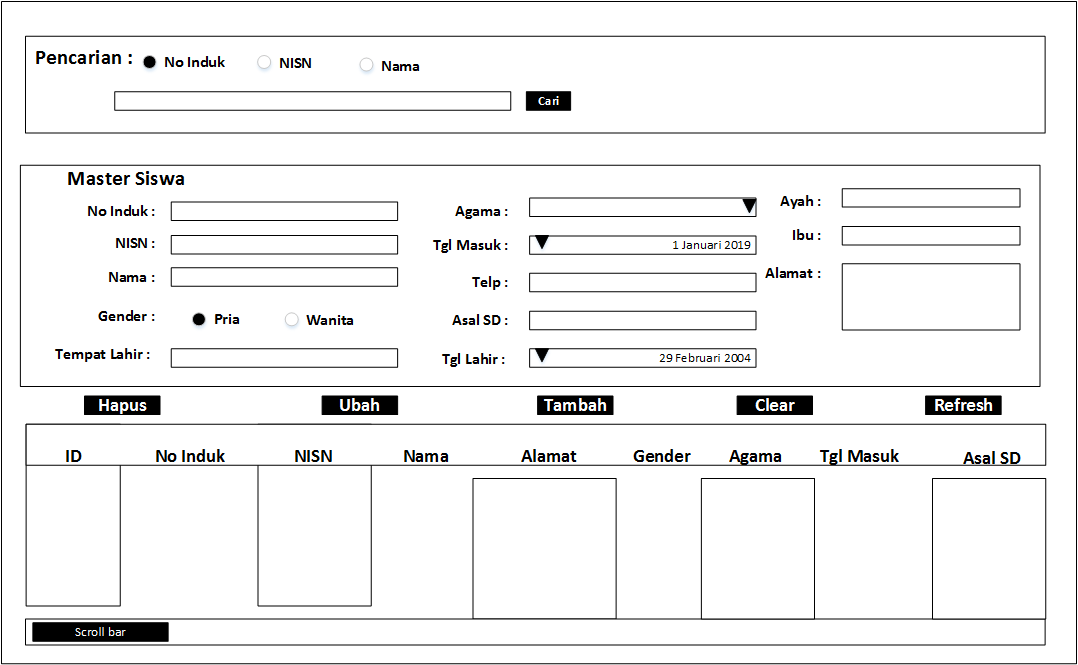 Pencarian : No Induk NISN Nama
Cari
Master Siswa
No Induk : Agama : Ayah :
NISN : Tgl Masuk : 1 Januari 2019 Ibu :
Nama : Telp : Alamat :
Gender : Pria Wanita Asal SD :
Tempat Lahir : Tgl Lahir : 29 Februari 2004
Hapus Ubah Tambah Clear Refresh
ID No Induk NISN Nama Alamat Gender Agama Tgl Masuk Asal SD
Scroll bar